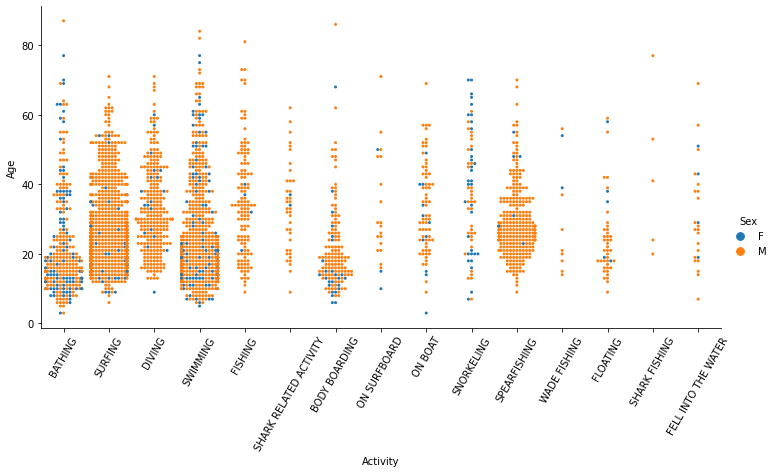 80
60
40
20
0
Age
BATHING
SURFING
DIVING
SWIMMING
FISHING
SHARK RELATED ACTIVITY
BODY BOARDING
ON SURFBOARD
ON BOAT
SNORKELING
SPEARFISHING
WADE FISHING
FLOATING
SHARK FISHING
FELL INTO THE WATER
Activity
Sex
F
M